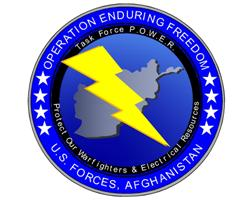 OPERATION ENDURING FREEDOM
Task Force P.O.W.E.R.
Protect Our Warfighters & Electrical Resources
U.S. FORCES, AFGHANISTAN